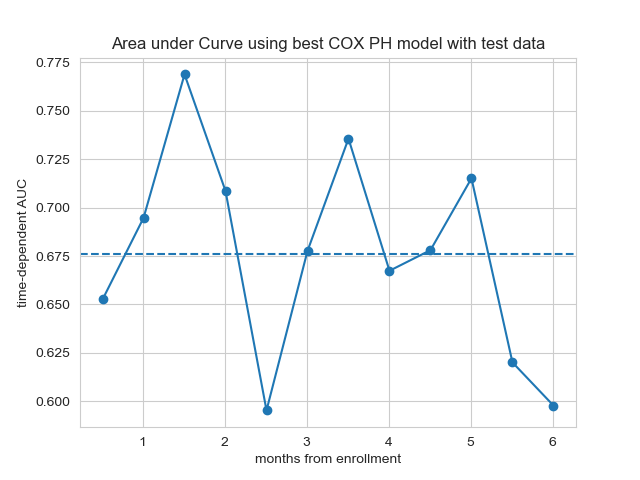 Area under Curve using best COX PH model with test data
time-dependent AUC
0.775
0.750
0.725
0.700
0.675
0.650
0.625
0.600
1 2 3 4 5 6
months from enrollment